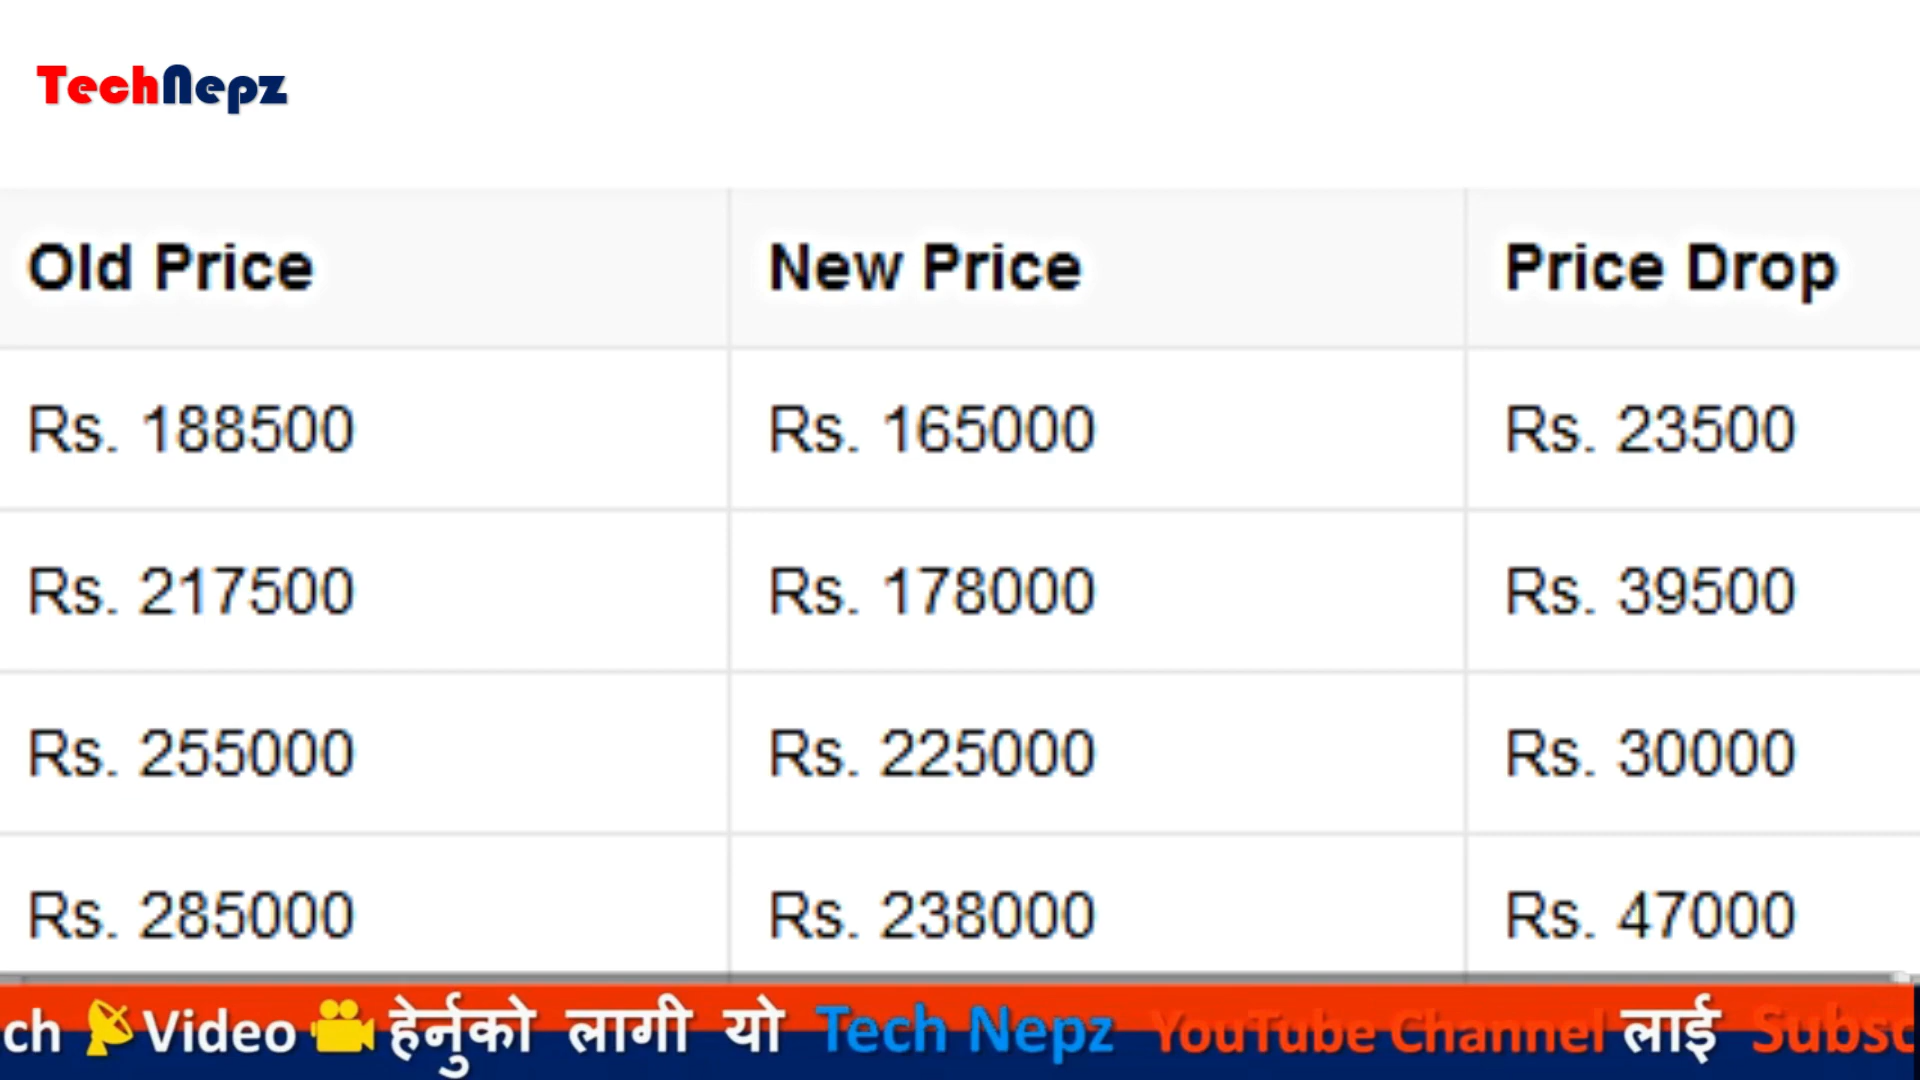 TechNepz
Old Price New Price Price Drop
Rs. 188500 Rs. 165000 Rs. 23500
Rs. 217500 Rs. 178000 Rs. 39500
Rs. 255000 Rs. 225000 Rs. 30000
Rs. 285000 Rs. 238000 Rs. 47000
ch Video हेर्नुको लागी यो Tech Nepz YouTube Channel लाई Subsc